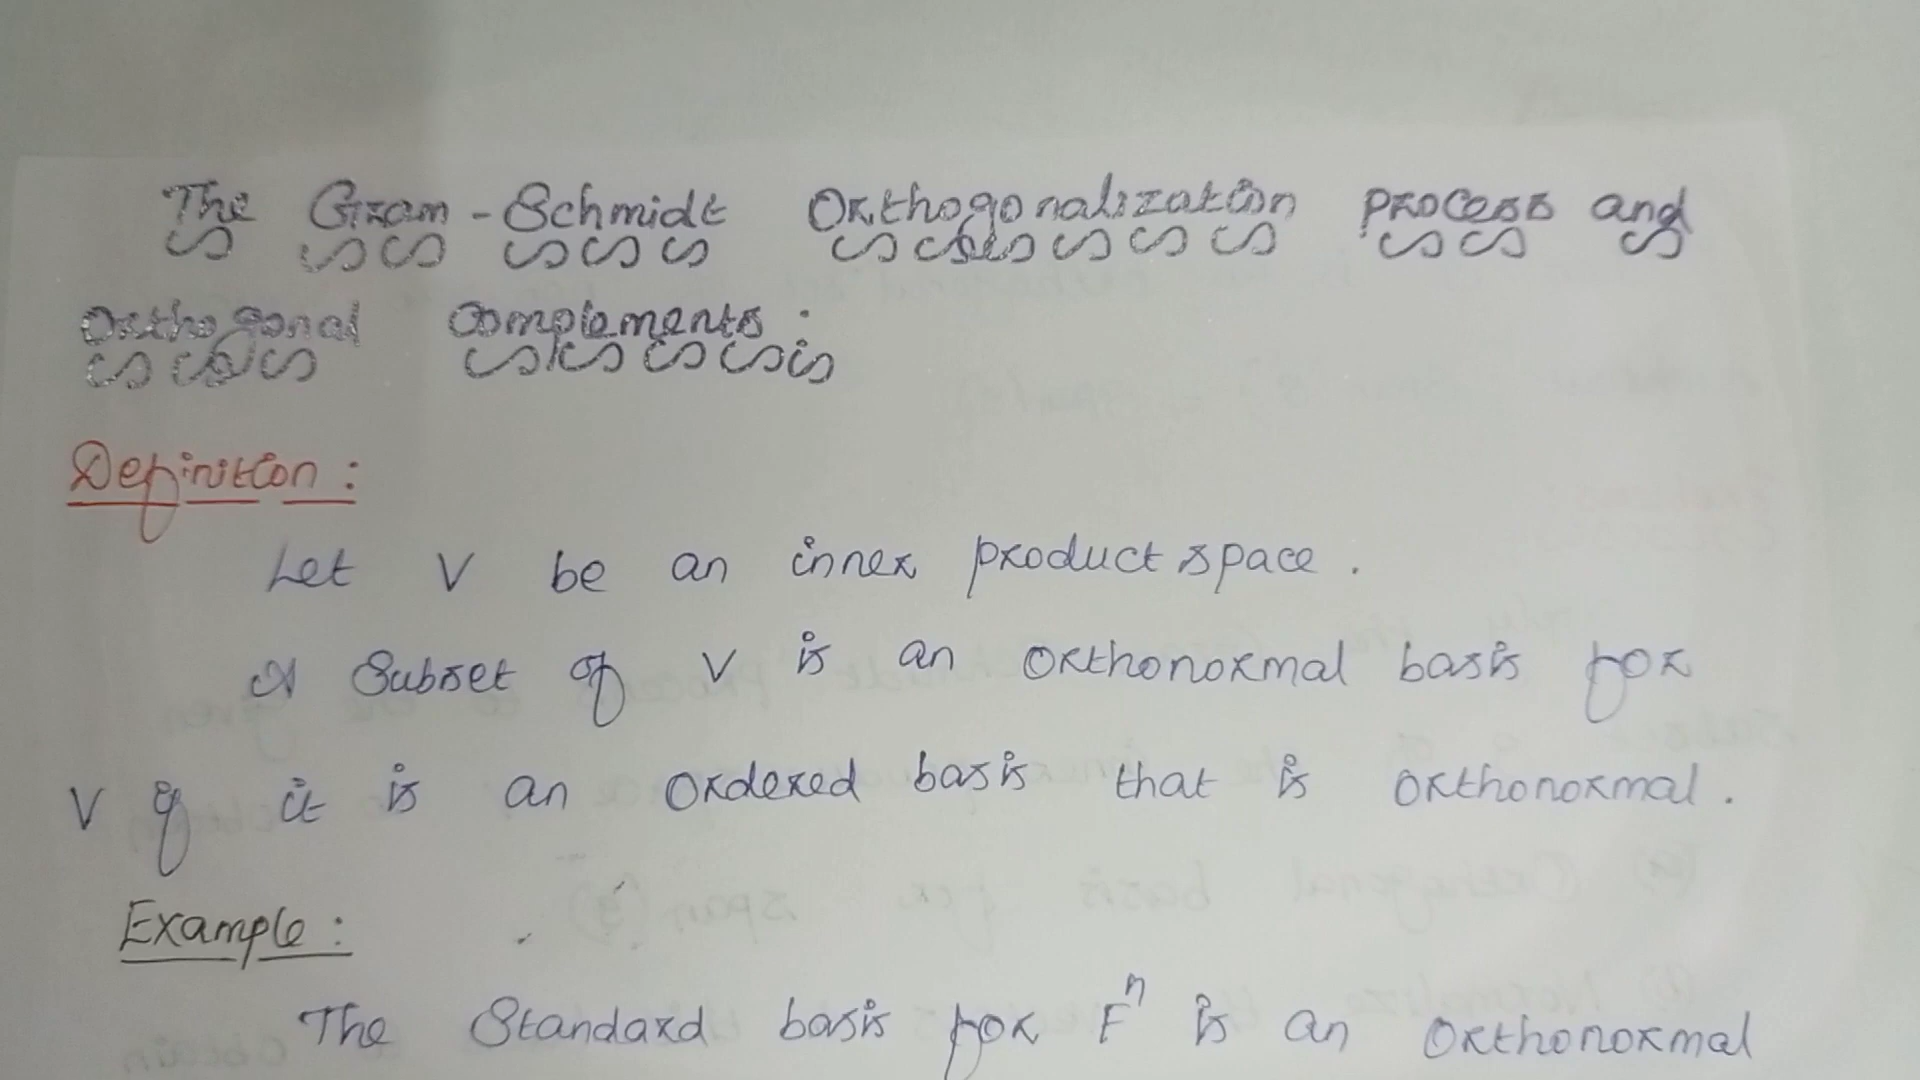 The Gram-Schmidt Orthogonalization process and
Orthogonal complements :
Definition :
Let V be an inner product space .
A Subset of V is an orthonormal basis for
V if it is an ordered basis that is orthonormal .
Example :
The Standard basis for Fⁿ is an orthonormal